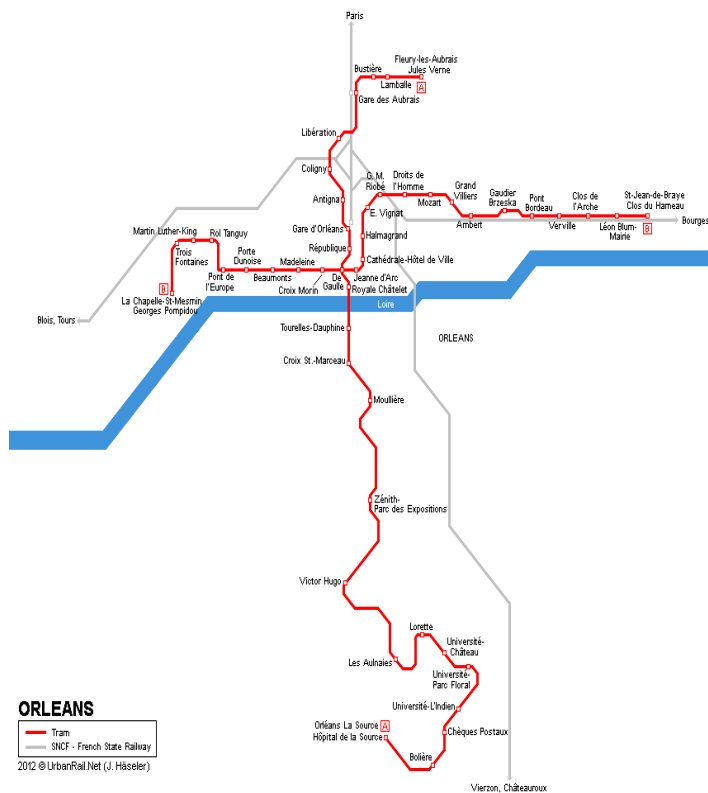 Paris
Fleury-les-Aubrais
Jules Verne
Bustière
Lamballe
A
Gare des Aubrais
Libération
Coligny
G. M.
Riobé
Droits de
l'Homme
Mozart
Grand
Villiers
Gaudier
Brzeska
Pont
Bordeau
Clos de
l'Arche
St-Jean-de-Braye
Clos du Hameau
Antigna
E. Vignat
Ambert
Verville
Léon Blum-
Maine
B
Bourges
Gare d'Orléans
Martin Luther-King
Rol Tanguy
Halmagrand
République
Trois
Fontaines
Porte
Dunoise
Madeleine
Cathédrale-Hôtel de Ville
Pont de
l'Europe
Beaumonts
Croix Morin
De
Gaulle
Jeanne d'Arc
Royale Châtelet
B
La Chapelle-St-Mesmin
Georges Pompidou
Loire
Blois, Tours
Tourelles-Dauphine
ORLEANS
Croix St.-Marceau
Moullière
Zénith-
Parc des Expositions
Victor Hugo
Lorette
Université-
Château
Les Aulnaies
Université-
Parc Floral
Université-L'Indien
Orléans La Source
A
Hôpital de la Source
Chèques Postaux
Bolière
Vierzon, Châteauroux
ORLEANS
Tram
SNCF - French State Railway
2012 © UrbanRail.Net (J. Häseler)